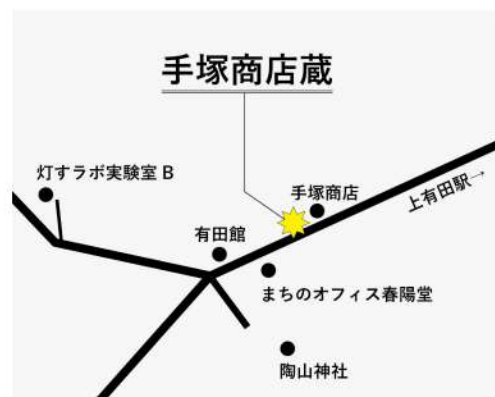 手塚商店蔵
灯すラボ実験室 B
手塚商店
上有田駅→
有田館
まちのオフィス春陽堂
陶山神社